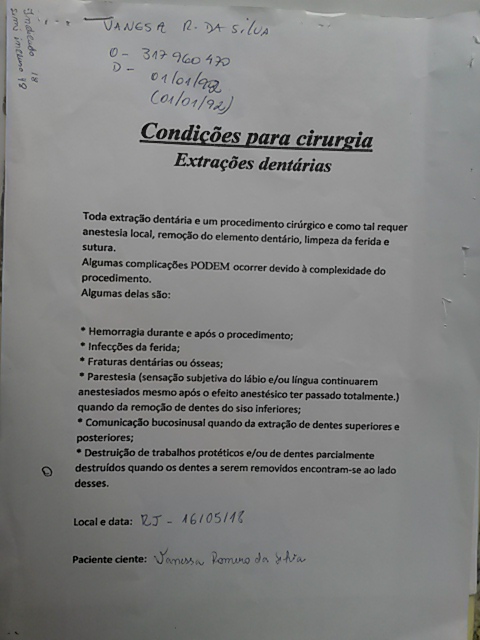 VANESA R. DA SILVA
O- 317960470
D- 01/01/92
(01/01/92)
18
Condições para cirurgia
Extrações dentárias
Toda extração dentária e um procedimento cirúrgico e como tal requer
anestesia local, remoção do elemento dentário, limpeza da ferida e
sutura.
Algumas complicações PODEM ocorrer devido à complexidade do
procedimento.
Algumas delas são:
* Hemorragia durante e após o procedimento;
* Infecções da ferida;
* Fraturas dentárias ou ósseas;
* Parestesia (sensação subjetiva do lábio e/ou língua continuarem
anestesiados mesmo após o efeito anestésico ter passado totalmente.)
quando da remoção de dentes do siso inferiores;
* Comunicação bucosinusal quando da extração de dentes superiores e
posteriores;
* Destruição de trabalhos protéticos e/ou de dentes parcialmente
destruídos quando os dentes a serem removidos encontram-se ao lado
desses.
Local e data: RJ - 16/05/18
Paciente ciente: Vanessa Romero da Silva